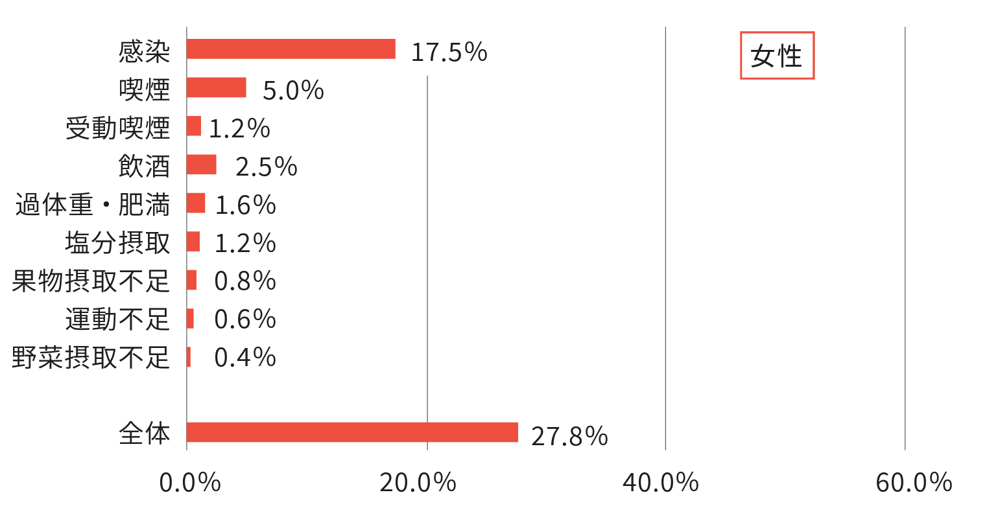 女性
感染 17.5%
喫煙 5.0%
受動喫煙 1.2%
飲酒 2.5%
過体重・肥満 1.6%
塩分摂取 1.2%
果物摂取不足 0.8%
運動不足 0.6%
野菜摂取不足 0.4%
全体 27.8%
0.0% 20.0% 40.0% 60.0%